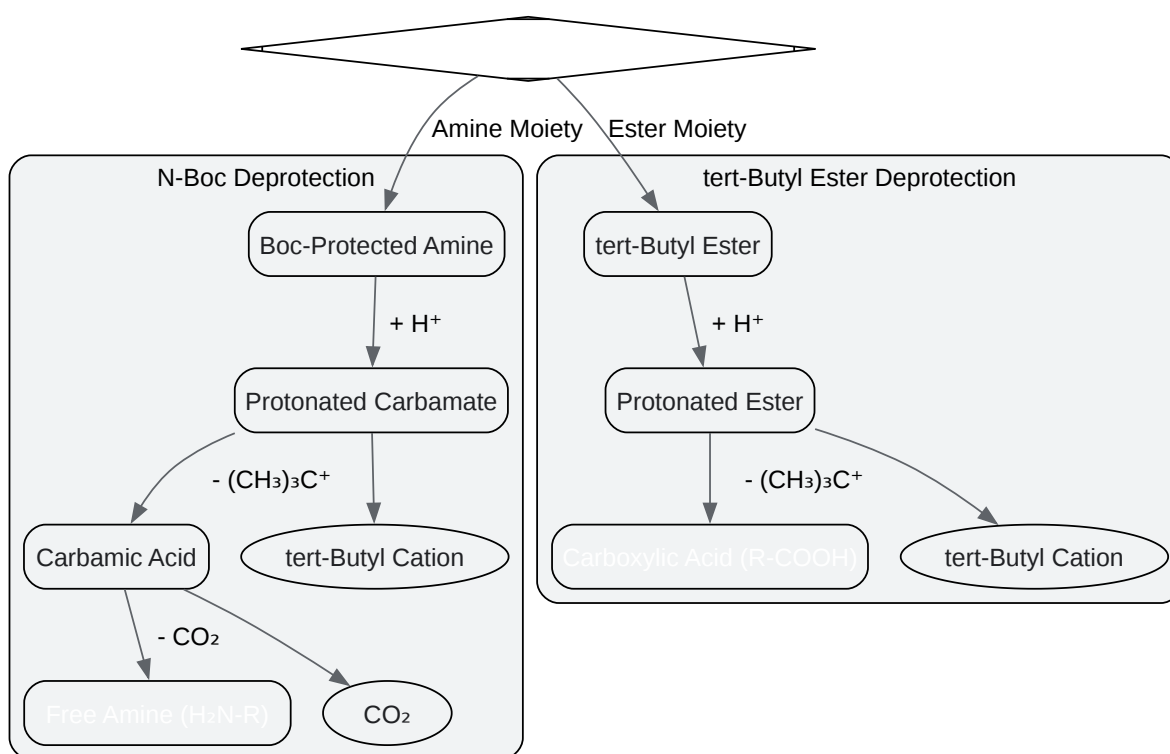 Amine Moiety
Ester Moiety
N-Boc Deprotection
tert-Butyl Ester Deprotection
Boc-Protected Amine
tert-Butyl Ester
+ H⁺
+ H⁺
Protonated Carbamate
Protonated Ester
- (CH₃)₃C⁺
- (CH₃)₃C⁺
Carbamic Acid
tert-Butyl Cation
Carboxylic Acid (R-COOH)
tert-Butyl Cation
- CO₂
Free Amine (H₂N-R)
CO₂